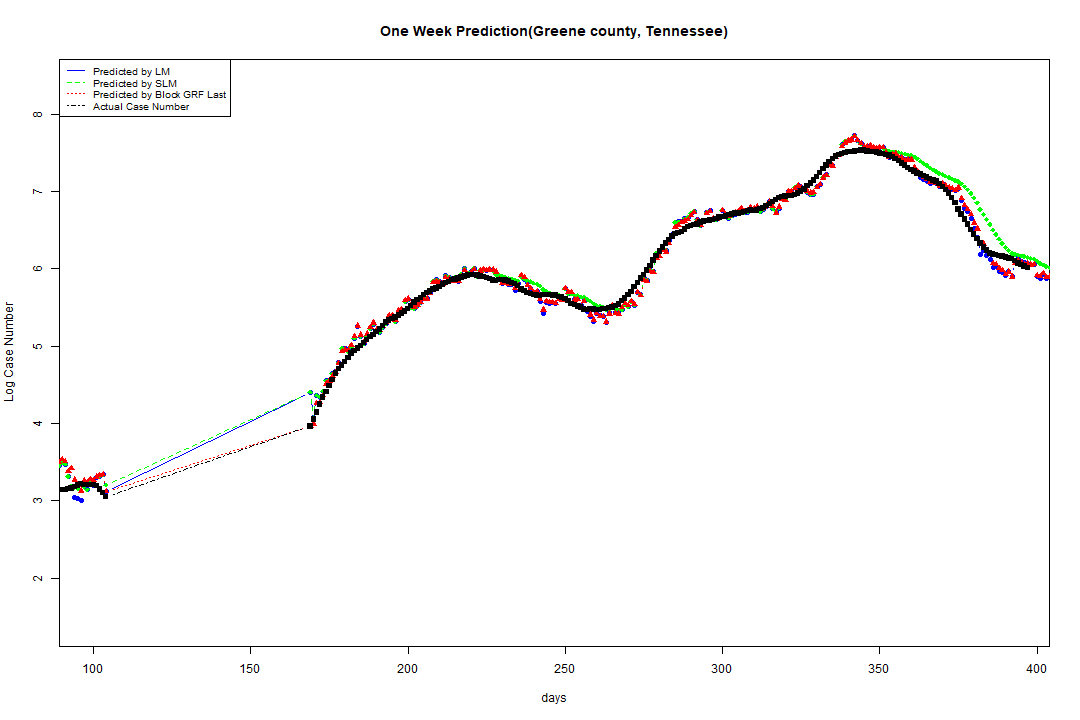 One Week Prediction(Greene county, Tennessee)
Predicted by LM
Predicted by SLM
Predicted by Block GRF Last
Actual Case Number
Log Case Number
8
7
6
5
4
3
2
100 150 200 250 300 350 400
days